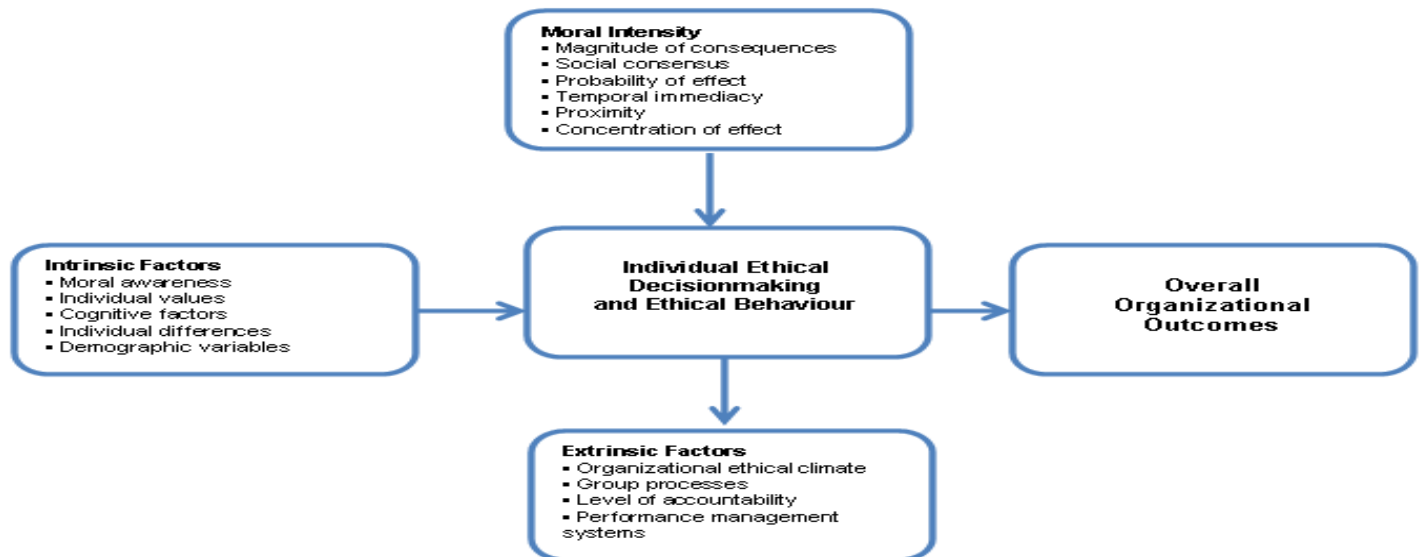 Moral Intensity
▪ Magnitude of consequences
▪ Social consensus
▪ Probability of effect
▪ Temporal immediacy
▪ Proximity
▪ Concentration of effect
Intrinsic Factors
▪ Moral awareness
▪ Individual values
▪ Cognitive factors
▪ Individual differences
▪ Demographic variables
Individual Ethical
Decisionmaking
and Ethical Behaviour
Overall
Organizational
Outcomes
Extrinsic Factors
▪ Organizational ethical climate
▪ Group processes
▪ Level of accountability
▪ Performance management
systems